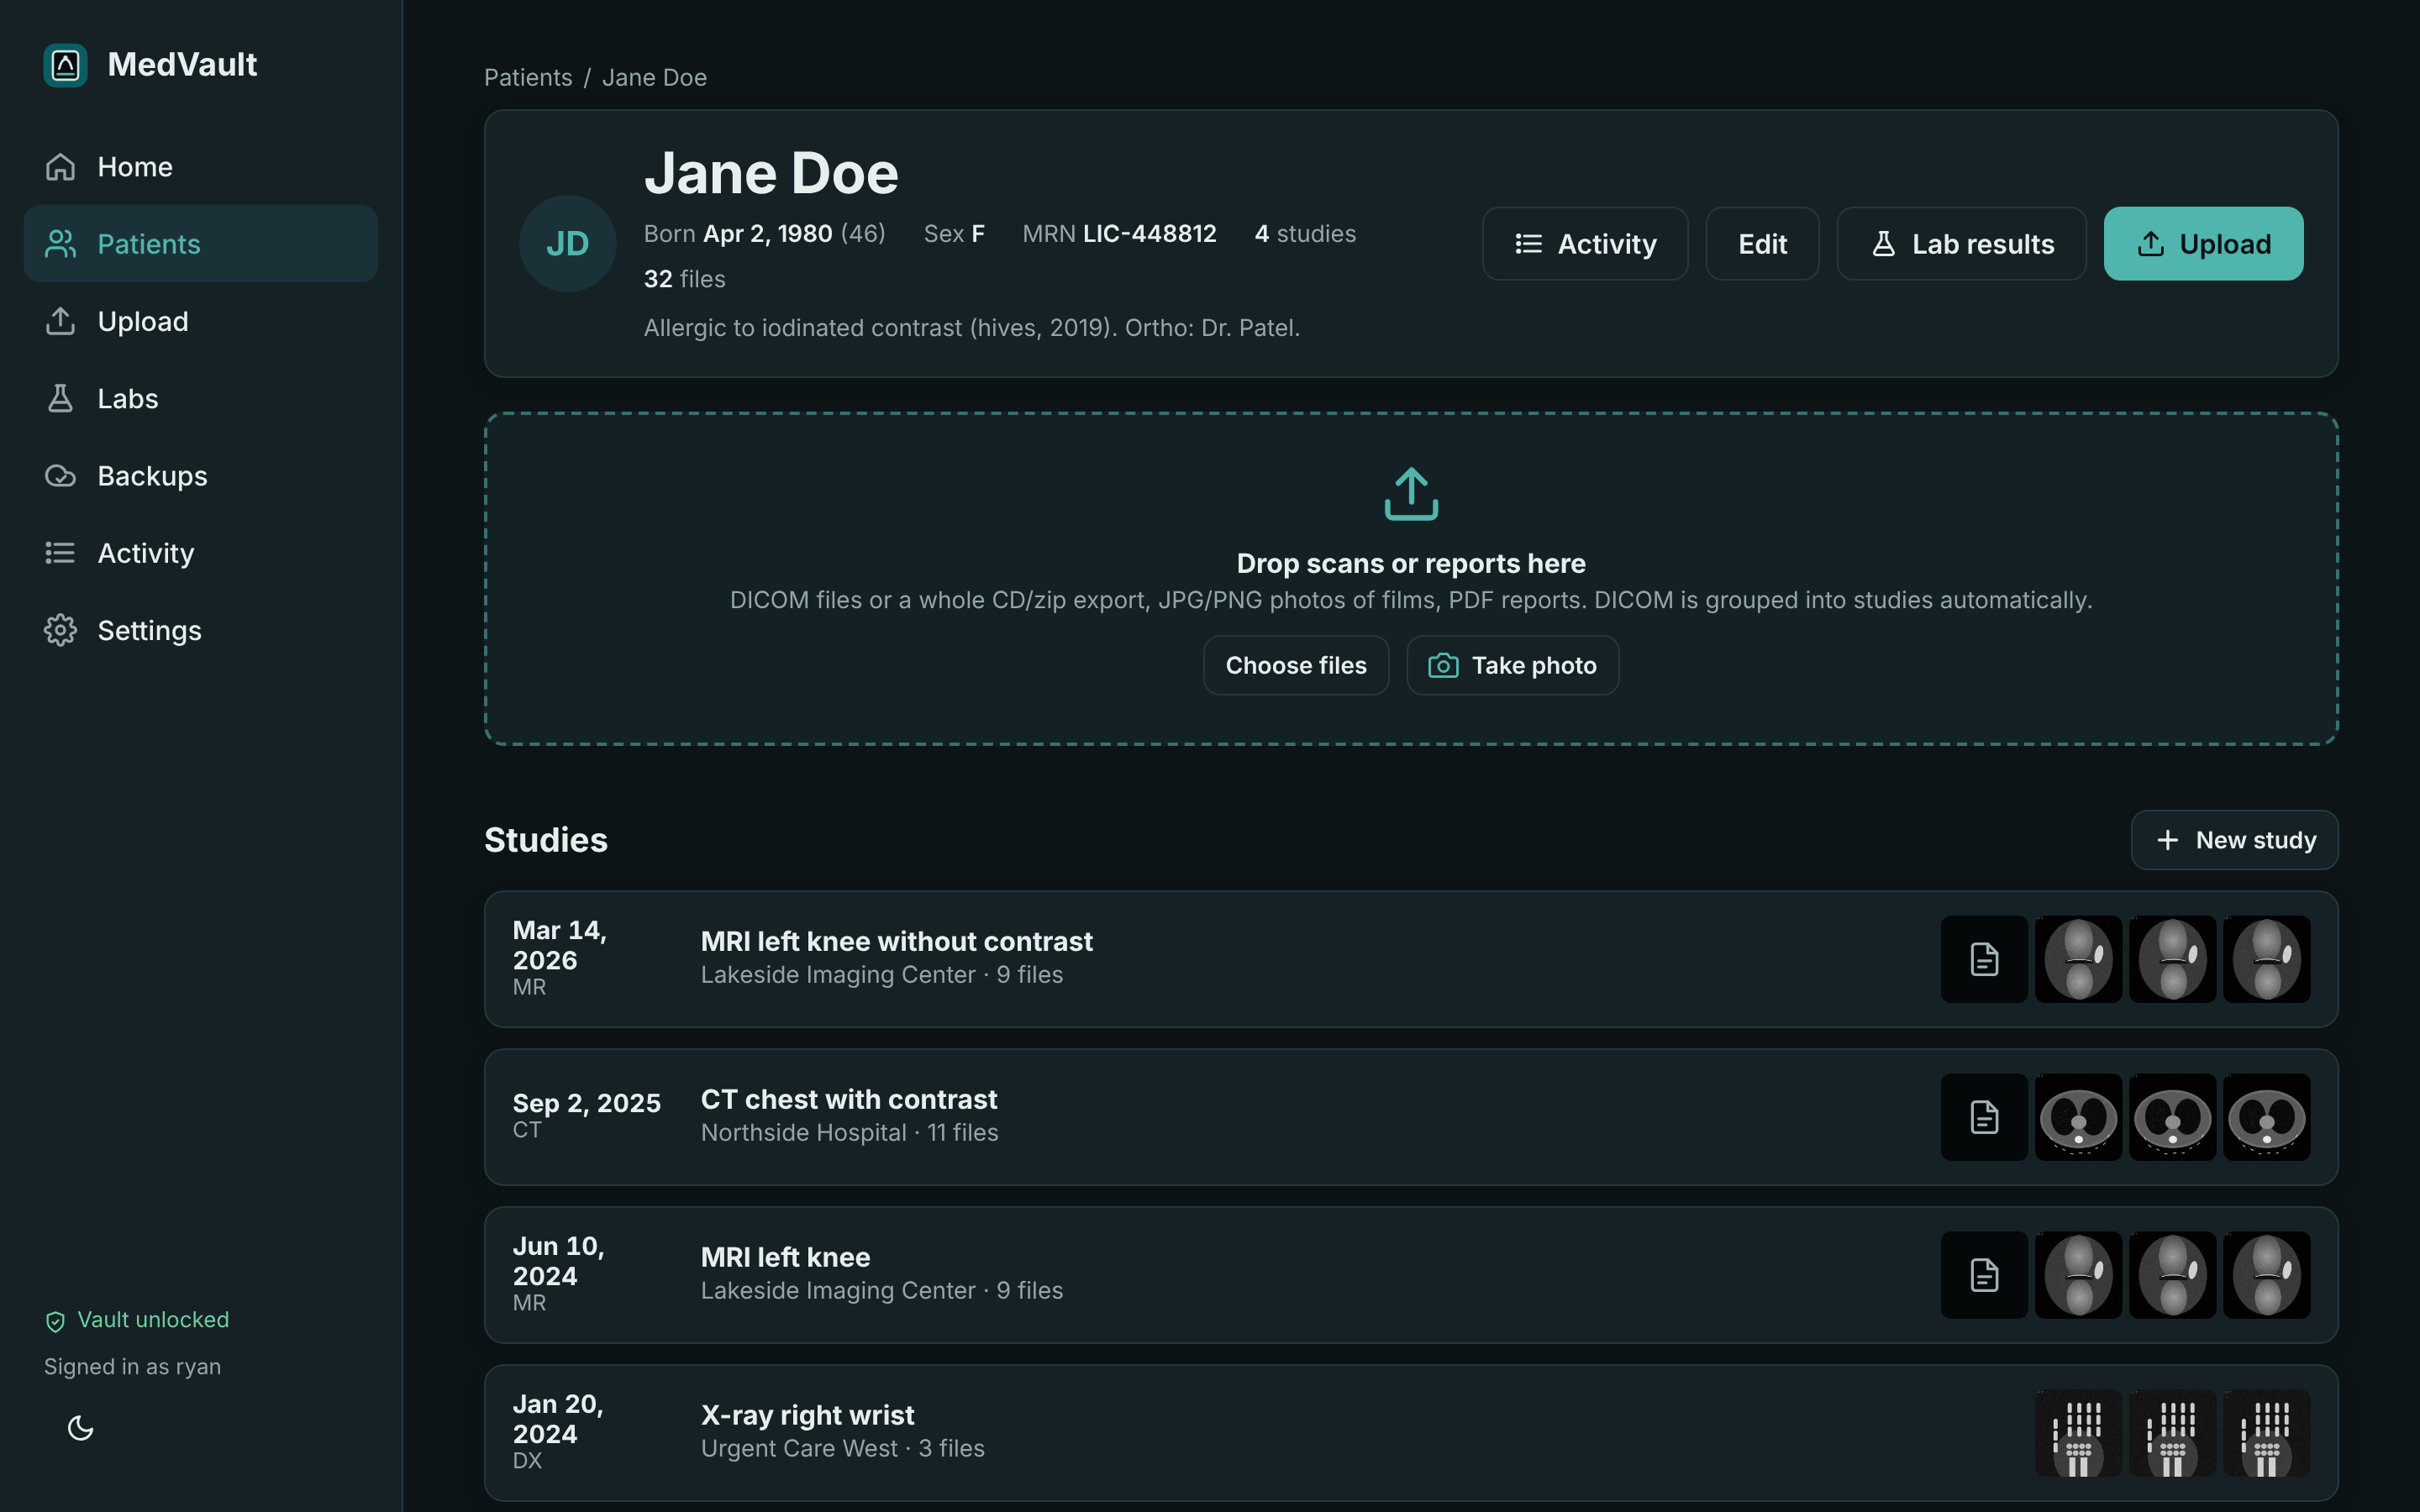 MedVault
Home
Patients
Upload
Labs
Backups
Activity
Settings
Vault unlocked
Signed in as ryan
Patients / Jane Doe
JD
Jane Doe
Born Apr 2, 1980 (46) Sex F MRN LIC-448812 4 studies
32 files
Allergic to iodinated contrast (hives, 2019). Ortho: Dr. Patel.
Activity
Edit
Lab results
Upload
Drop scans or reports here
DICOM files or a whole CD/zip export, JPG/PNG photos of films, PDF reports. DICOM is grouped into studies automatically.
Choose files
Take photo
Studies
New study
Mar 14,
2026
MR
MRI left knee without contrast
Lakeside Imaging Center · 9 files
Sep 2, 2025
CT
CT chest with contrast
Northside Hospital · 11 files
Jun 10,
2024
MR
MRI left knee
Lakeside Imaging Center · 9 files
Jan 20,
2024
DX
X-ray right wrist
Urgent Care West · 3 files